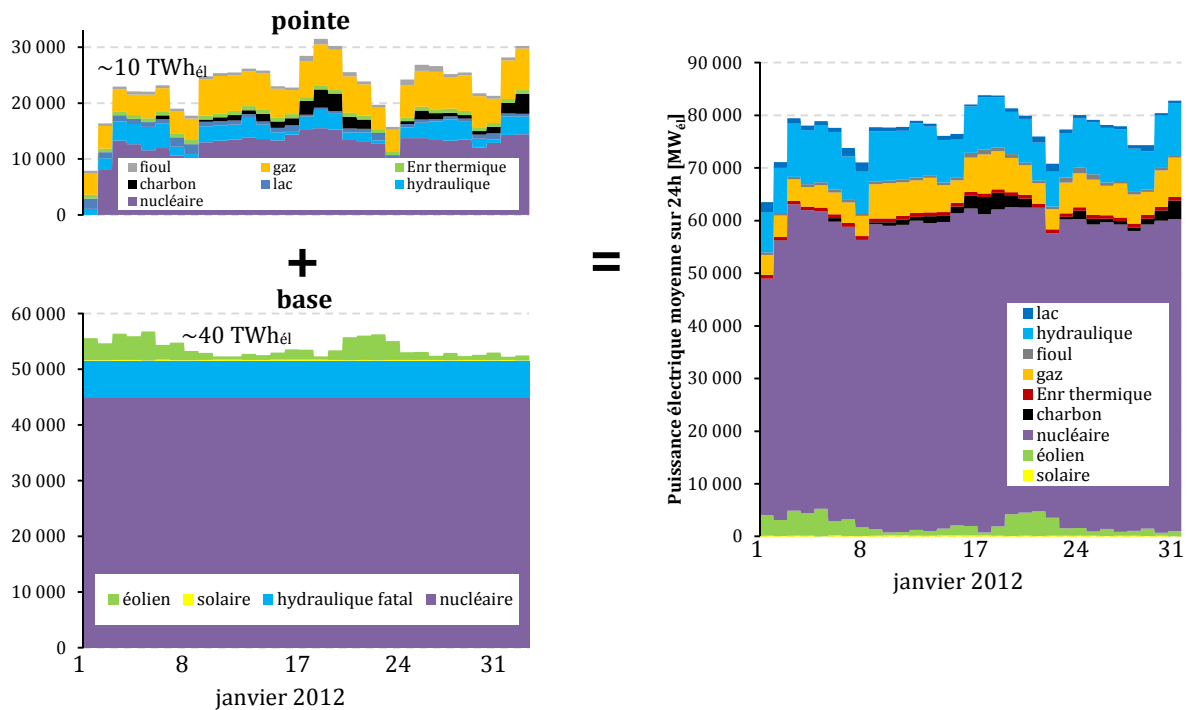 pointe
30 000
20 000
10 000
0
~10 TWhél
fioul gaz Enr thermique
charbon lac hydraulique
nucléaire
+
base
60 000
50 000
40 000
30 000
20 000
10 000
0
~40 TWhél
éolien solaire hydraulique fatal nucléaire
1 8 17 24 31
janvier 2012
=
Puissance électrique moyenne sur 24h [MWél]
90 000
80 000
70 000
60 000
50 000
40 000
30 000
20 000
10 000
0
lac
hydraulique
fioul
gaz
Enr thermique
charbon
nucléaire
éolien
solaire
1 8 17 24 31
janvier 2012